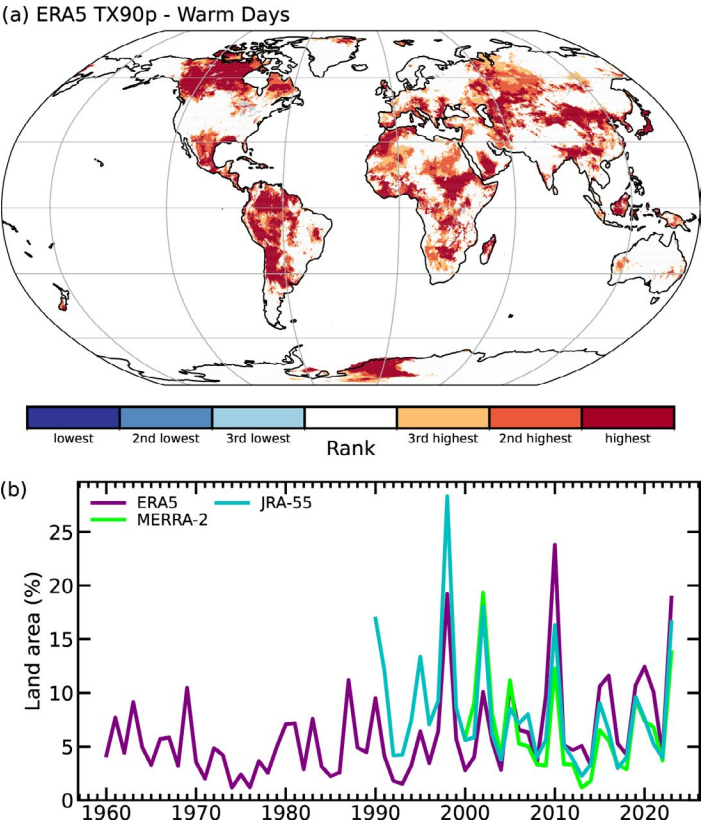 (a) ERA5 TX90p - Warm Days
lowest 2nd lowest 3rd lowest 3rd highest 2nd highest highest
Rank
(b)
ERA5 JRA-55
MERRA-2
Land area (%)
25
20
15
10
5
0
1960 1970 1980 1990 2000 2010 2020